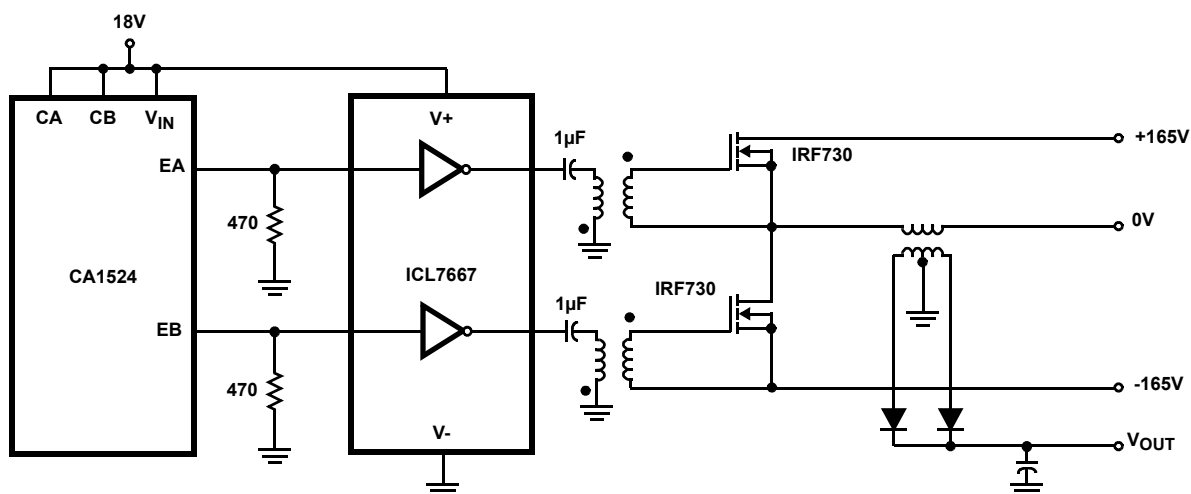 18V
CA CB VIN
V+
1µF
+165V
IRF730
EA
470
0V
CA1524
ICL7667
IRF730
1µF
EB
470
-165V
V-
VOUT